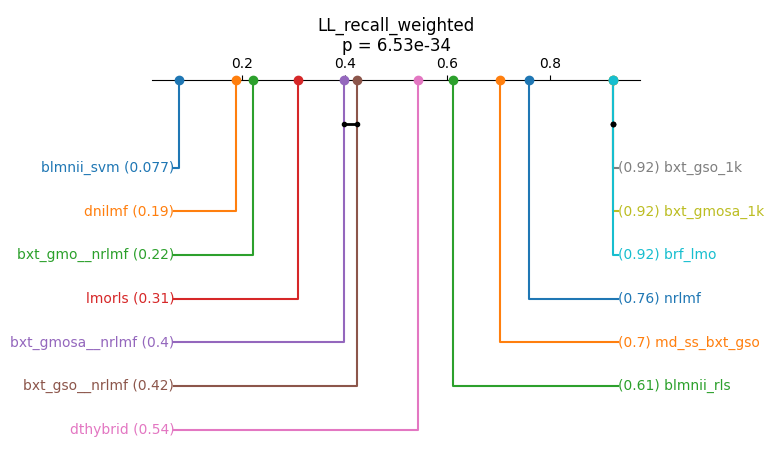 LL_recall_weighted
p = 6.53e-34
0.2 0.4 0.6 0.8
blmnii_svm (0.077)
dnilmf (0.19)
bxt_gmo__nrlmf (0.22)
lmorls (0.31)
bxt_gmosa__nrlmf (0.4)
bxt_gso__nrlmf (0.42)
dthybrid (0.54)
(0.92) bxt_gso_1k
(0.92) bxt_gmosa_1k
(0.92) brf_lmo
(0.76) nrlmf
(0.7) md_ss_bxt_gso
(0.61) blmnii_rls